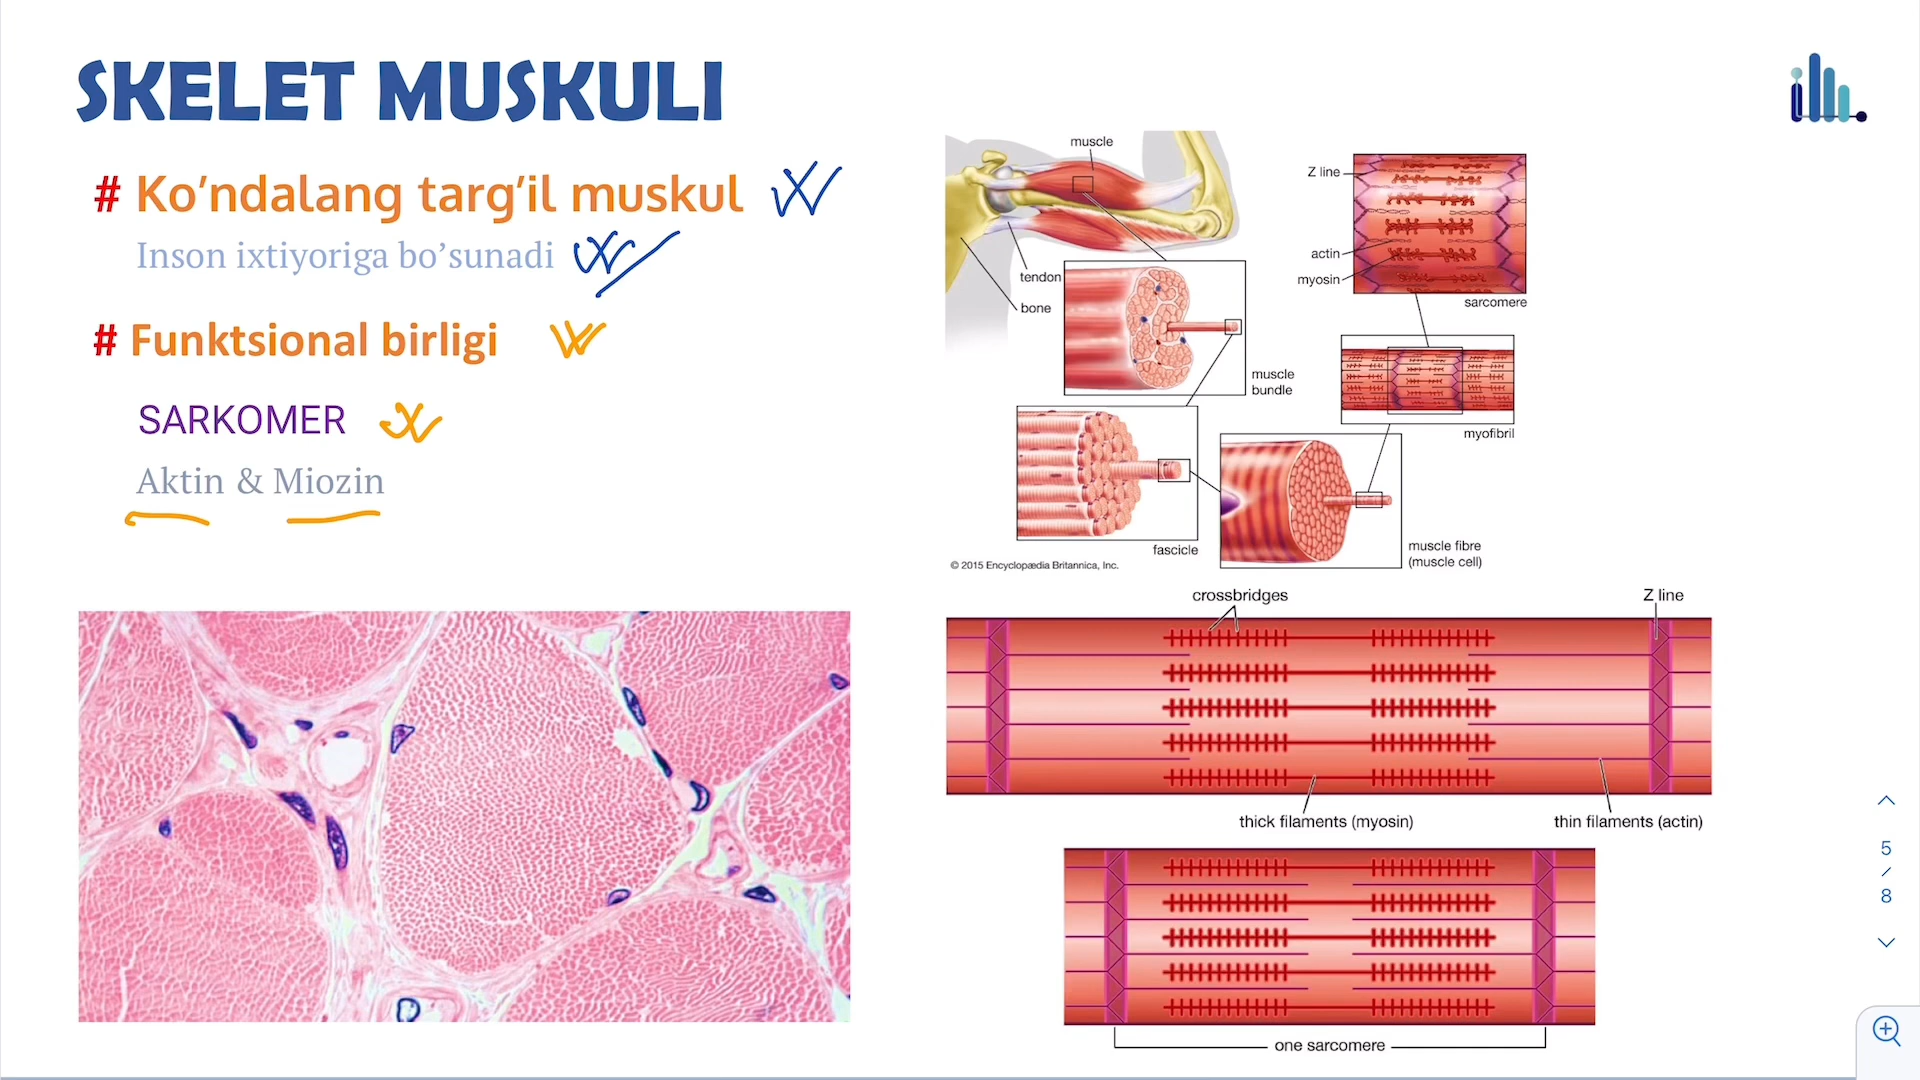 SKELET MUSKULI
# Ko’ndalang targ’il muskul
Inson ixtiyoriga bo’sunadi
# Funktsional birligi
SARKOMER
Aktin & Miozin
muscle
tendon
bone
muscle
bundle
fascicle
muscle fibre
(muscle cell)
© 2015 Encyclopædia Britannica, Inc.
Z line
actin
myosin
sarcomere
myofibril
crossbridges
Z line
thick filaments (myosin)
thin filaments (actin)
one sarcomere
5
/
8